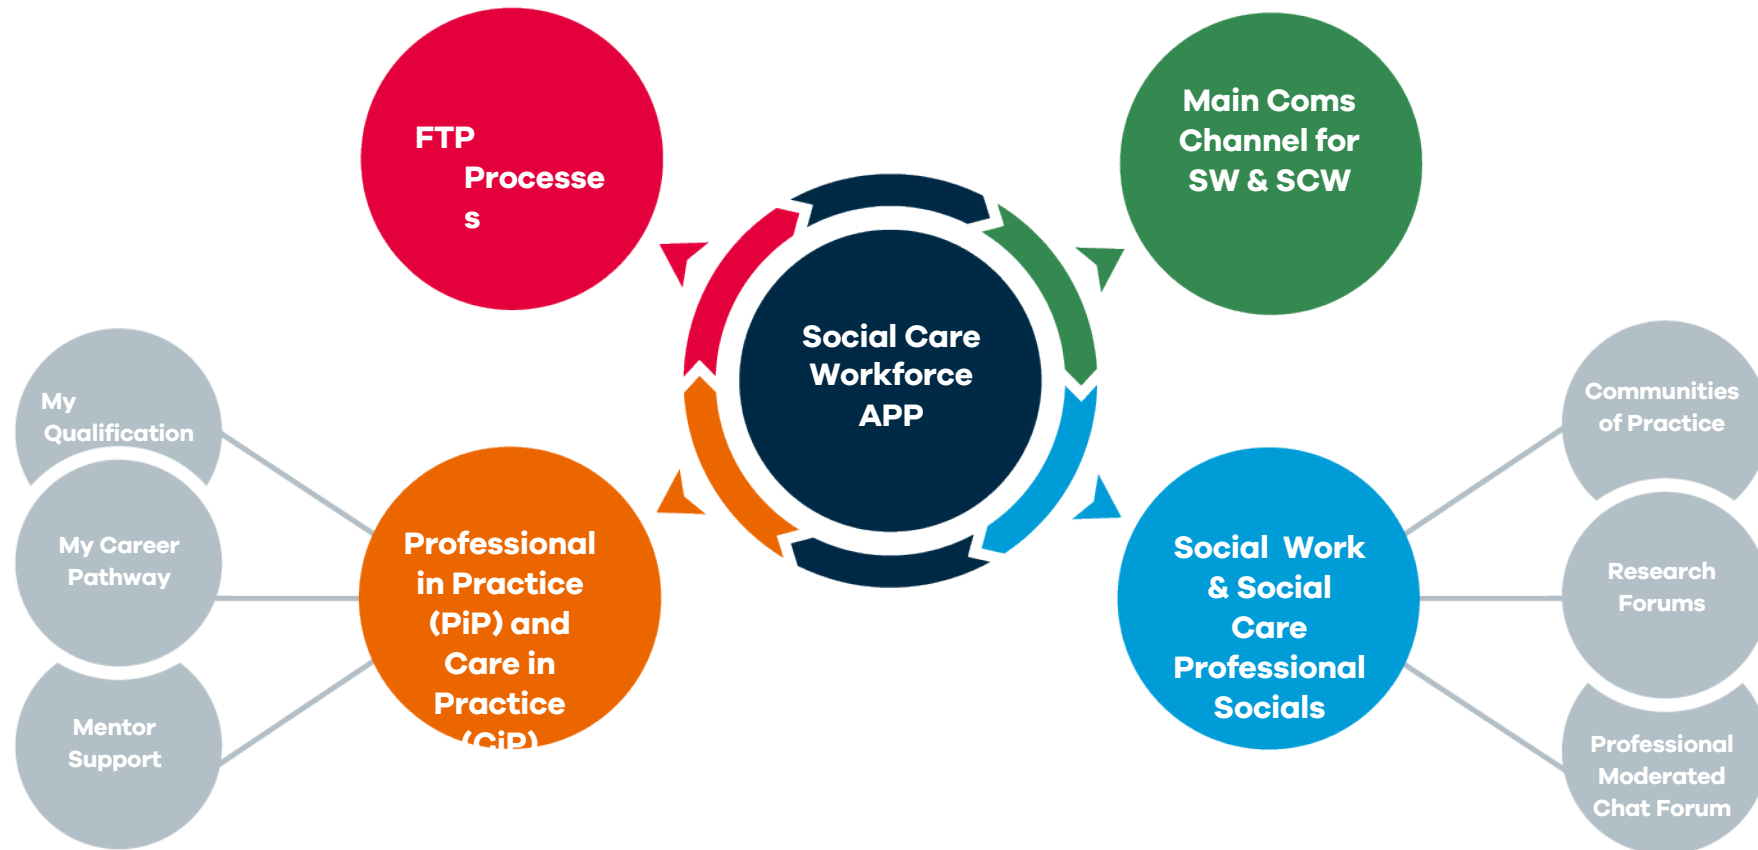 FTP
Processe
s
Main Coms
Channel for
SW & SCW
Social Care
Workforce
APP
My
Qualification
My Career
Pathway
Mentor
Support
Professional
in Practice
(PiP) and
Care in
Practice
(CiP)
Social Work
& Social
Care
Professional
Socials
Communities
of Practice
Research
Forums
Professional
Moderated
Chat Forum